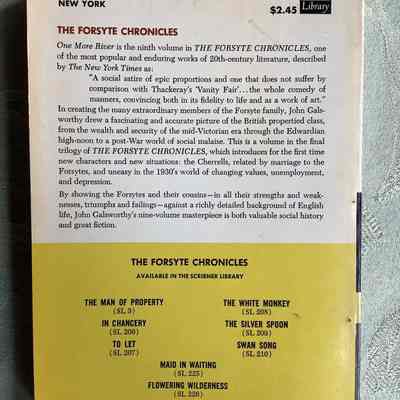 NEW YORK
$2.45
Library
THE FORSYTE CHRONICLES
One More River is the ninth volume in THE FORSYTE CHRONICLES, one
of the most popular and enduring works of 20th-century literature, described
by The New York Times as:
"A social satire of epic proportions and one that does not suffer by
comparison with Thackeray's 'Vanity Fair'...the whole comedy of
manners, convincing both in its fidelity to life and as a work of art."
In creating the many extraordinary members of the Forsyte family, John Gals-
worthy drew a fascinating and accurate picture of the British propertied class,
from the wealth and security of the mid-Victorian era through the Edwardian
high-noon to a post-War world of social malaise. This is a volume in the final
trilogy of THE FORSYTE CHRONICLES, which introduces for the first time
new characters and new situations: the Cherrells, related by marriage to the
Forsytes, and uneasy in the 1930's world of changing values, unemployment,
and depression.
By showing the Forsytes and their cousins—in all their strengths and weak-
nesses, triumphs and failings—against a richly detailed background of English
life, John Galsworthy's nine-volume masterpiece is both valuable social history
and great fiction.
THE FORSYTE CHRONICLES
AVAILABLE IN THE SCRIBNER LIBRARY
THE MAN OF PROPERTY THE WHITE MONKEY
(SL 3) (SL 208)
IN CHANCERY THE SILVER SPOON
(SL 206) (SL 209)
TO LET SWAN SONG
(SL 207) (SL 210)
MAID IN WAITING
(SL 225)
FLOWERING WILDERNESS
(SL 226)